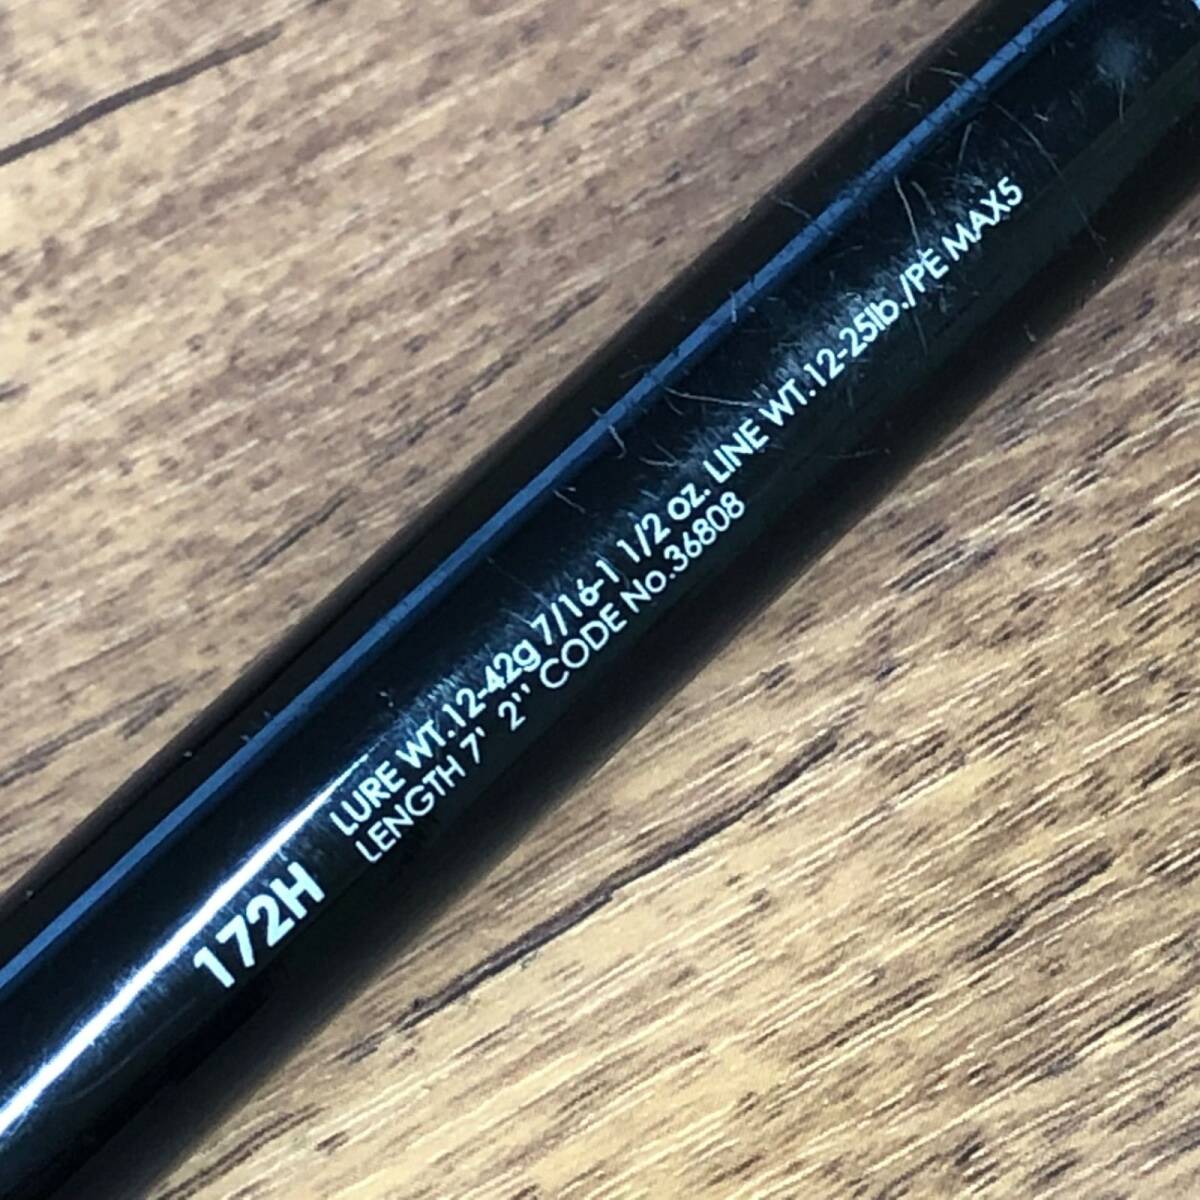 172H
LURE WT.12-42g 7/16-1 1/2 oz. LINE WT.12-25lb./PE MAX5
LENGTH 7' 2" CODE No.36808